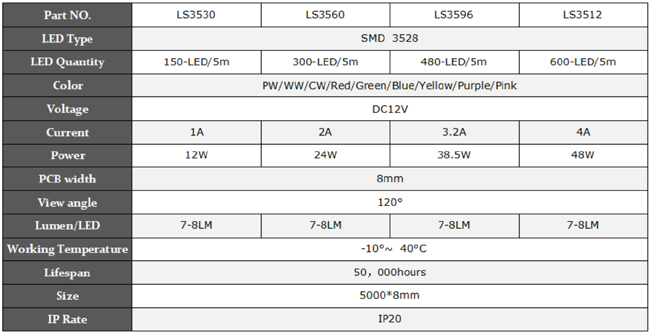 Part NO. LS3530 LS3560 LS3596 LS3512
LED Type SMD 3528
LED Quantity 150-LED/5m 300-LED/5m 480-LED/5m 600-LED/5m
Color PW/WW/CW/Red/Green/Blue/Yellow/Purple/Pink
Voltage DC12V
Current 1A 2A 3.2A 4A
Power 12W 24W 38.5W 48W
PCB width 8mm
View angle 120°
Lumen/LED 7-8LM 7-8LM 7-8LM 7-8LM
Working Temperature -10°~ 40°C
Lifespan 50，000hours
Size 5000*8mm
IP Rate IP20